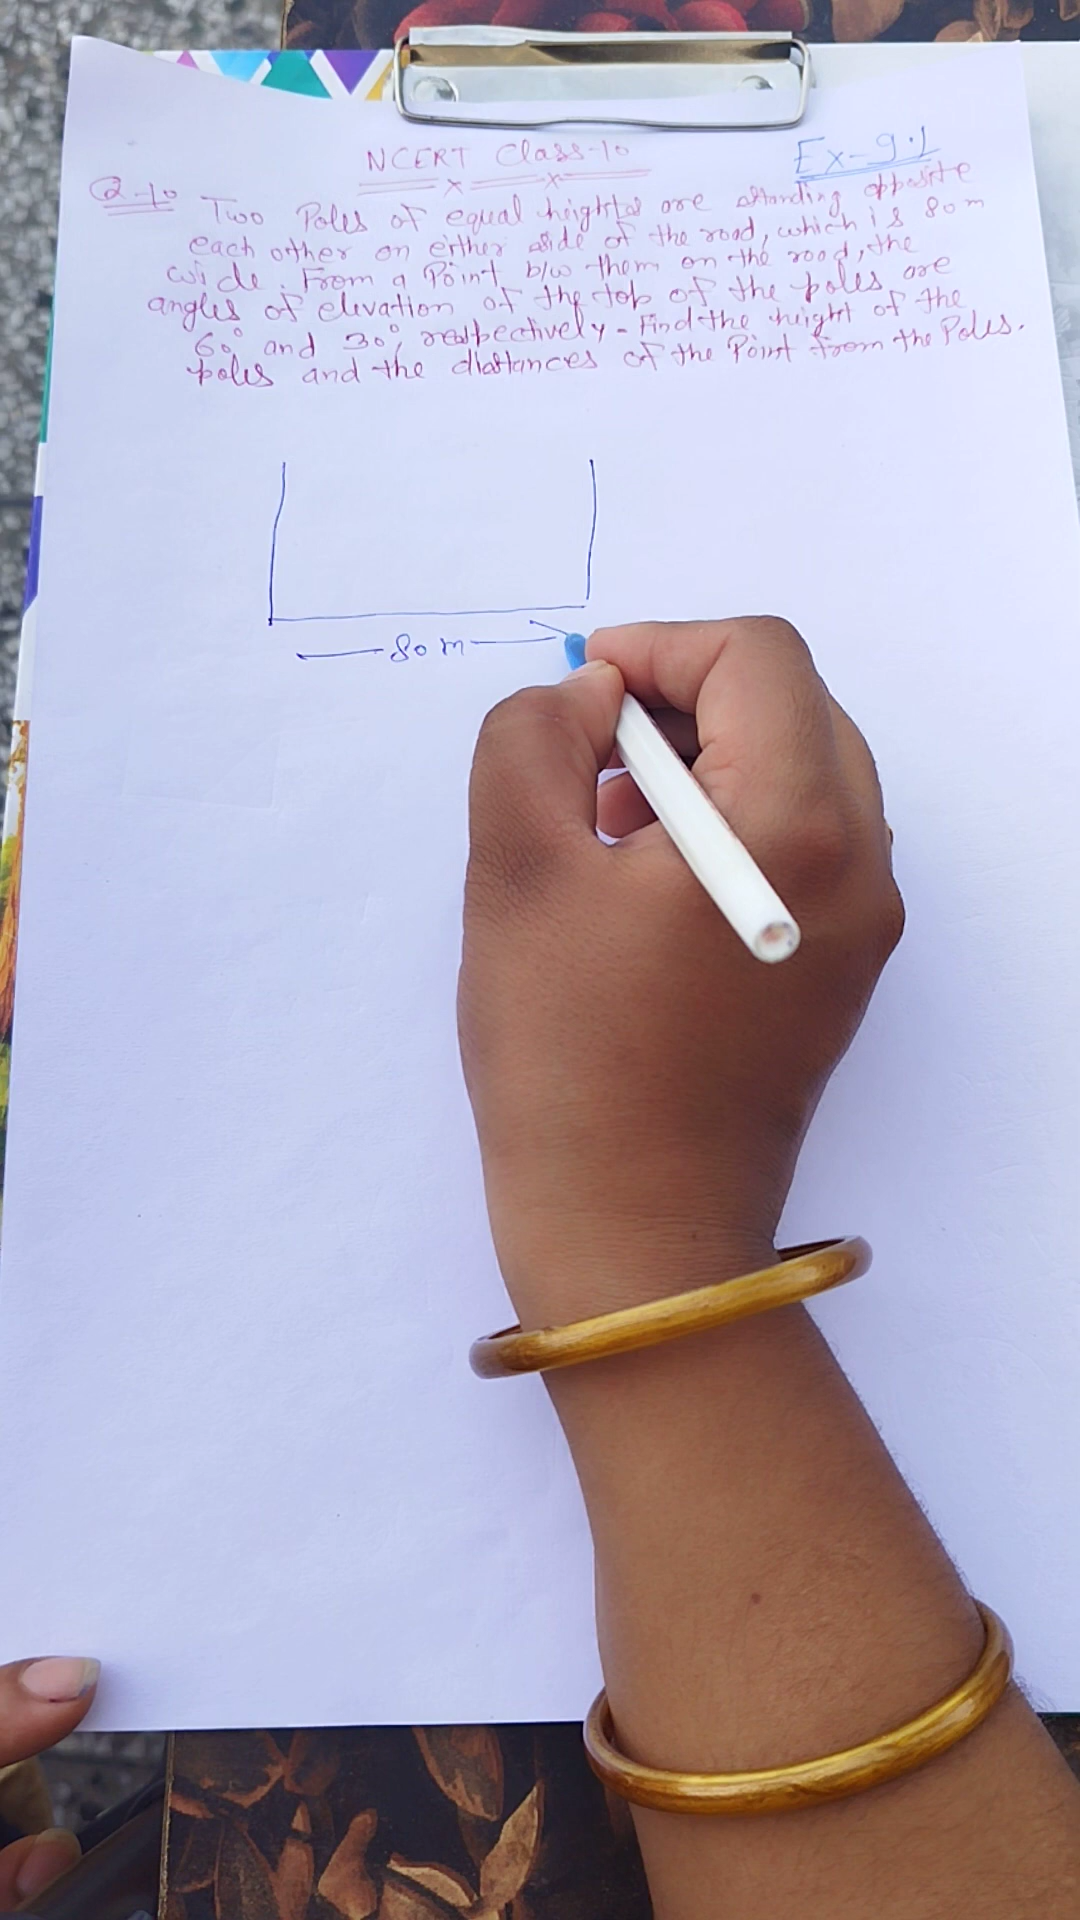 NCERT Class-10
Ex-9.1
Q-10 Two Poles of equal heights are standing opposite
each other on either side of the road, which is 80m
wide. From a Point b/w them on the road, the
angles of elevation of the top of the poles are
60° and 30°, respectively - Find the height of the
poles and the distances of the Point from the Poles.
80 m